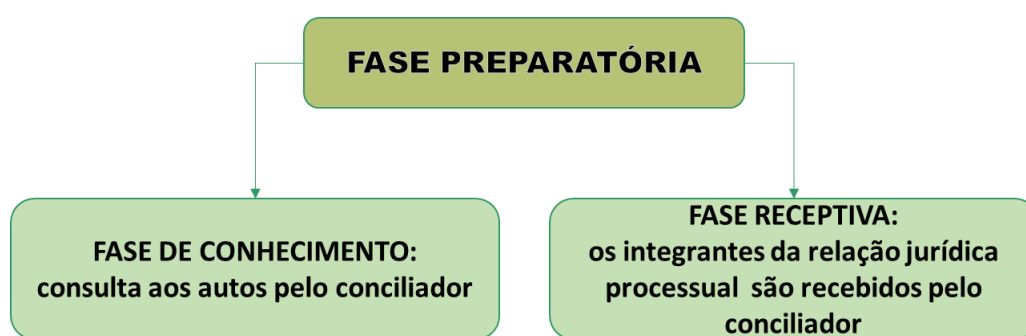 FASE PREPARATÓRIA
FASE DE CONHECIMENTO:
consulta aos autos pelo conciliador
FASE RECEPTIVA:
os integrantes da relação jurídica
processual são recebidos pelo
conciliador